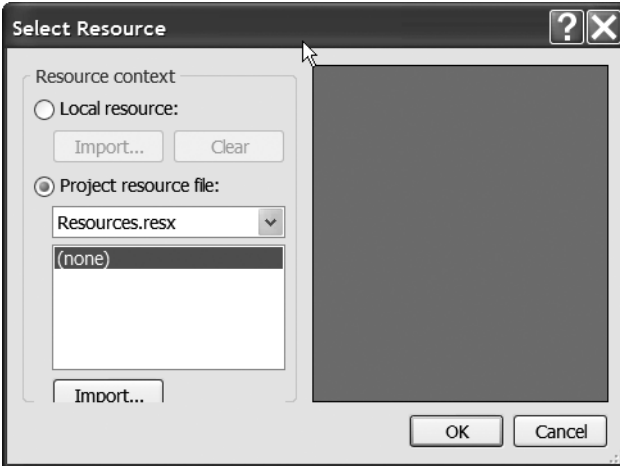 Select Resource
Resource context
Local resource:
Import... Clear
Project resource file:
Resources.resx
(none)
Import...
OK Cancel